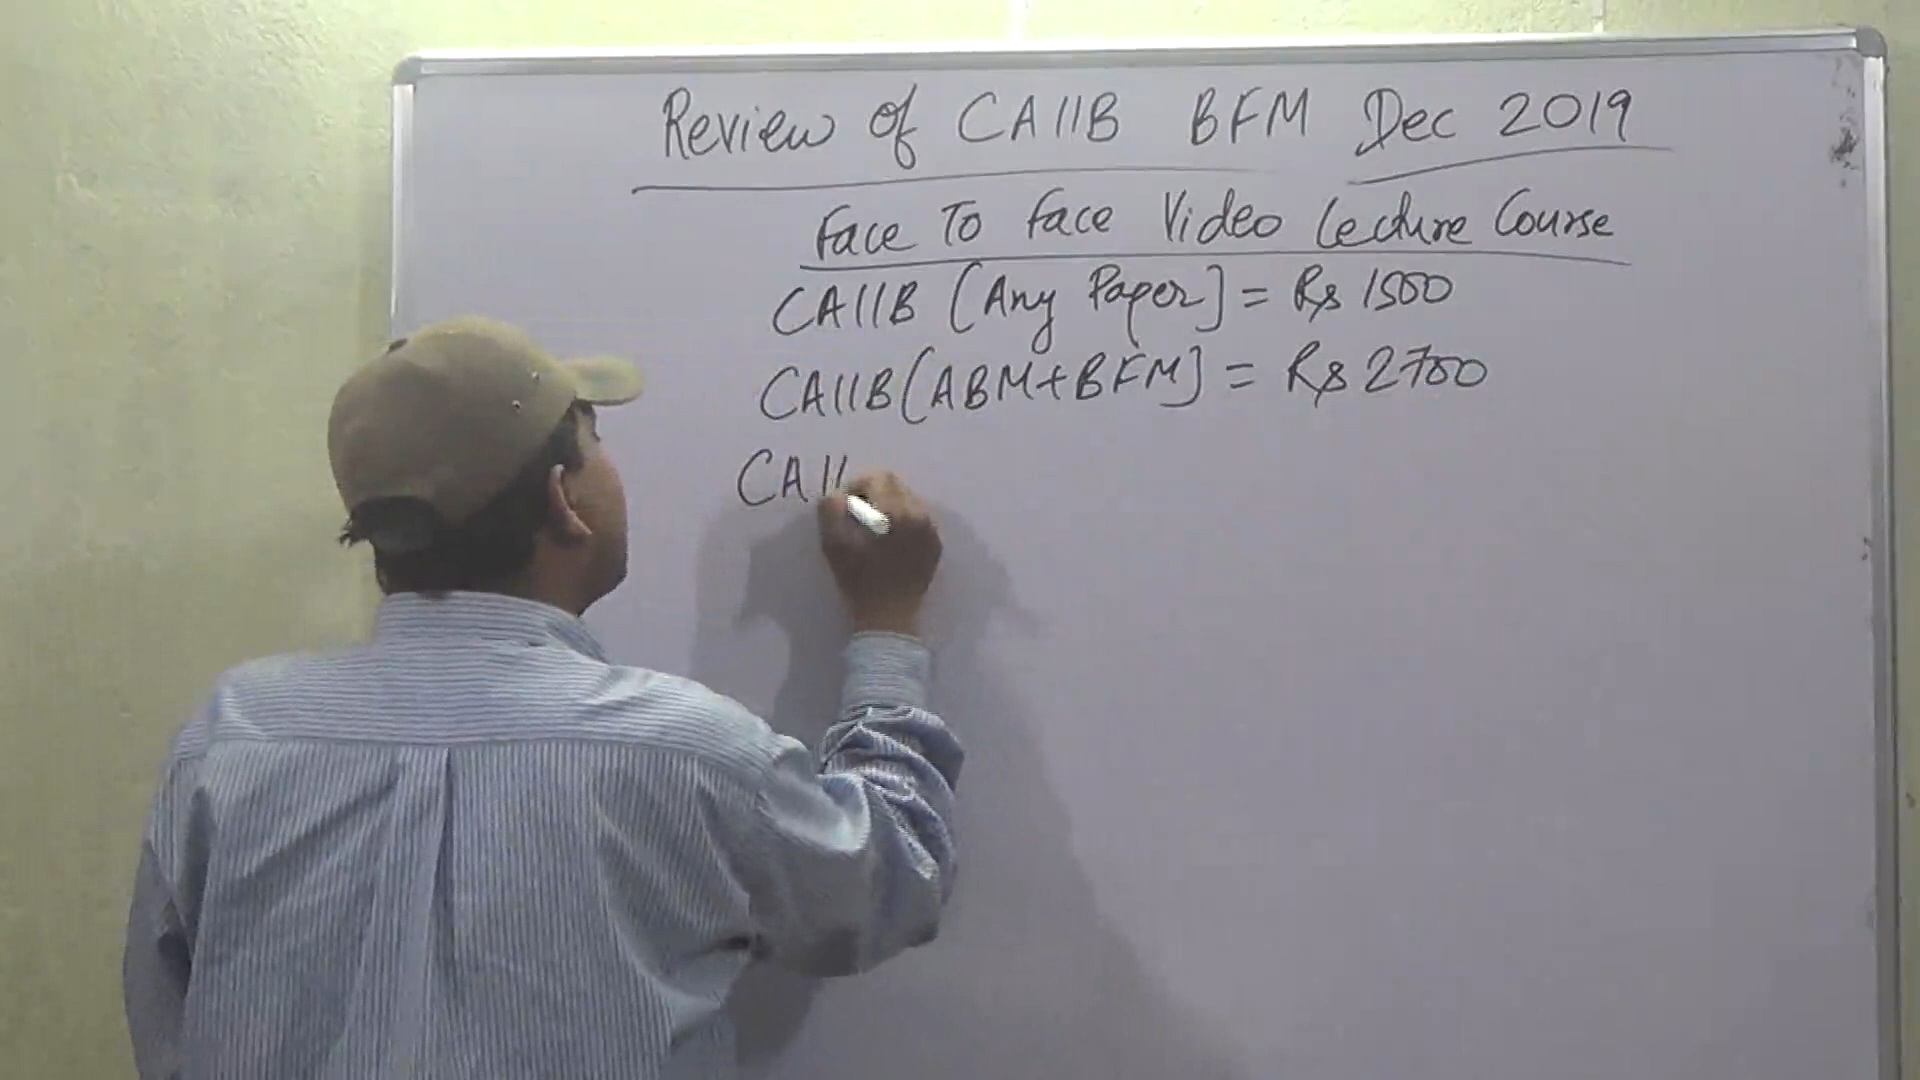 Review of CAIIB BFM Dec 2019
Face To Face Video Lecture Course
CAIIB [Any Paper] = Rs 1500
CAIIB [ABM+BFM] = Rs 2700
CAII